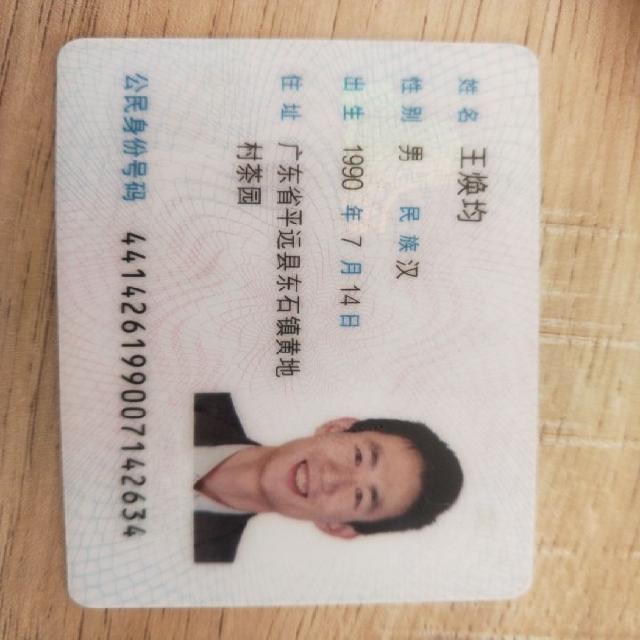 姓名 王焕均
性别 男 民族 汉
出生 1990 年 7 月 14 日
住址 广东省平远县东石镇黄地
村茶园
公民身份号码 441426199007142634